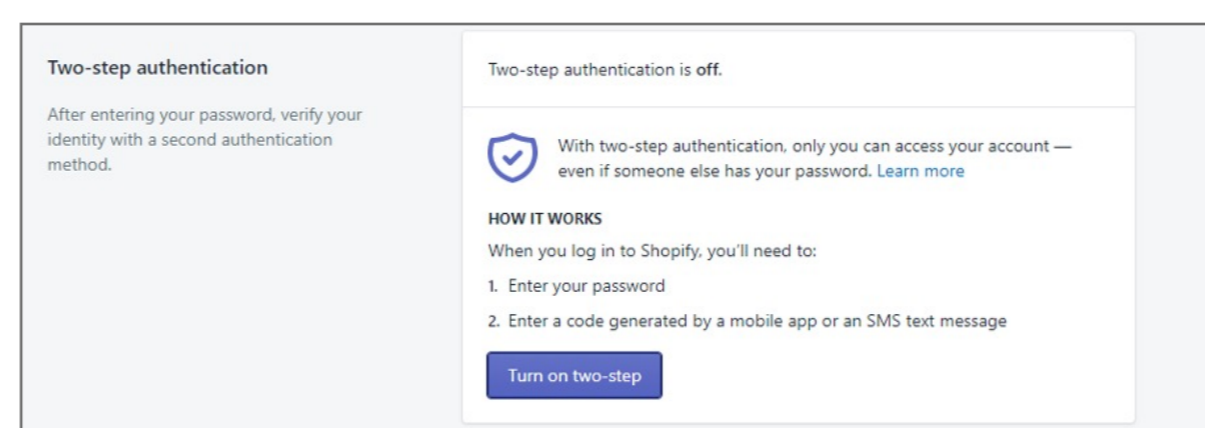 Two-step authentication
After entering your password, verify your
identity with a second authentication
method.
Two-step authentication is off.
With two-step authentication, only you can access your account —
even if someone else has your password. Learn more
HOW IT WORKS
When you log in to Shopify, you'll need to:
1. Enter your password
2. Enter a code generated by a mobile app or an SMS text message
Turn on two-step